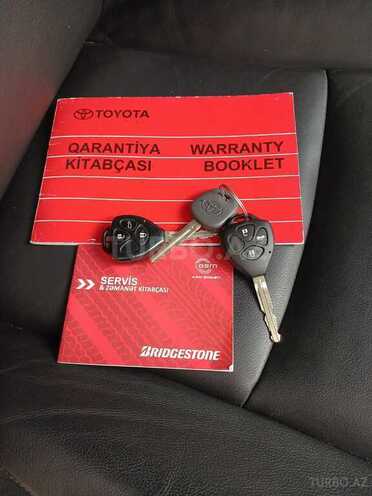 TOYOTA
QARANTİYA WARRANTY
KİTABÇASI BOOKLET
SERVİS
& ZƏMANƏT KİTABÇASI
BRIDGESTONE
TURBO.AZ